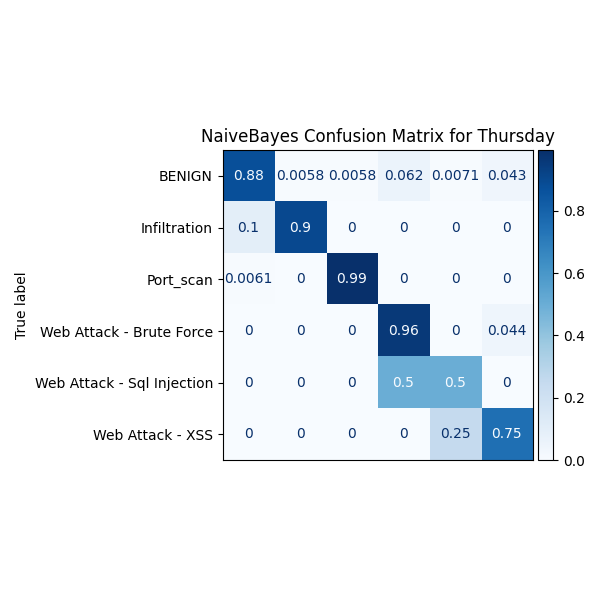 NaiveBayes Confusion Matrix for Thursday
True label
BENIGN 0.88 0.0058 0.0058 0.062 0.0071 0.043
Infiltration 0.1 0.9 0 0 0 0
Port_scan 0.0061 0 0.99 0 0 0
Web Attack - Brute Force 0 0 0 0.96 0 0.044
Web Attack - Sql Injection 0 0 0 0.5 0.5 0
Web Attack - XSS 0 0 0 0 0.25 0.75
0.8
0.6
0.4
0.2
0.0